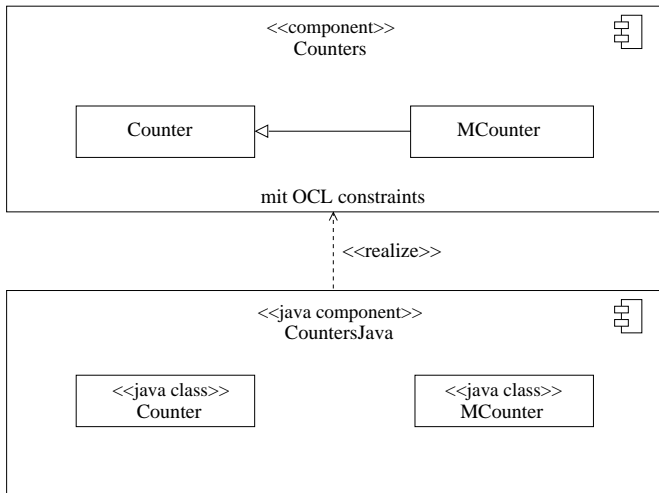 <<component>>
Counters
Counter
MCounter
mit OCL constraints
<<realize>>
<<java component>>
CountersJava
<<java class>>
Counter
<<java class>>
MCounter